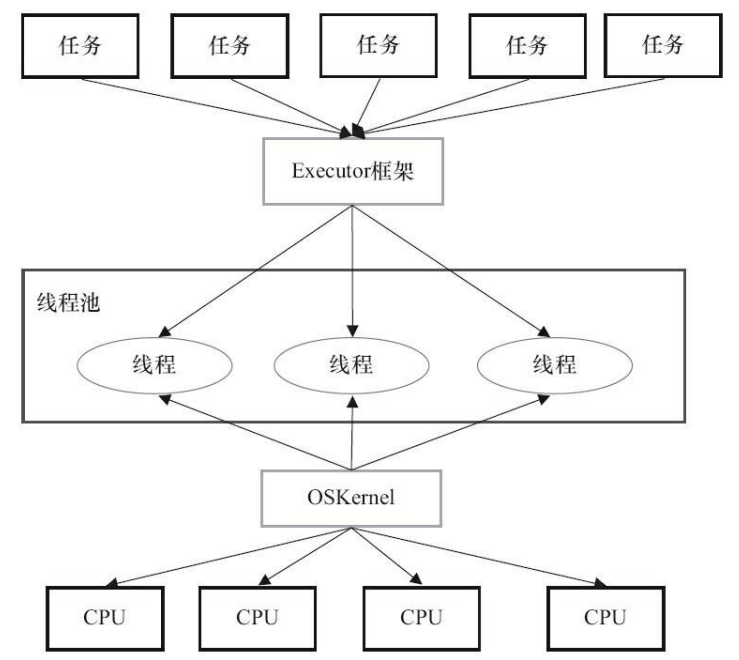 任务 任务 任务 任务 任务
Executor框架
线程池
线程 线程 线程
OSKernel
CPU CPU CPU CPU